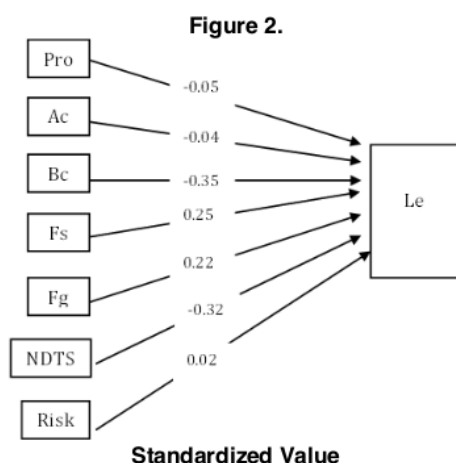 Figure 2.
Pro
-0.05
Ac
-0.04
Bc
-0.35
Le
Fs
0.25
Fg
0.22
NDTS
-0.32
Risk
0.02
Standardized Value